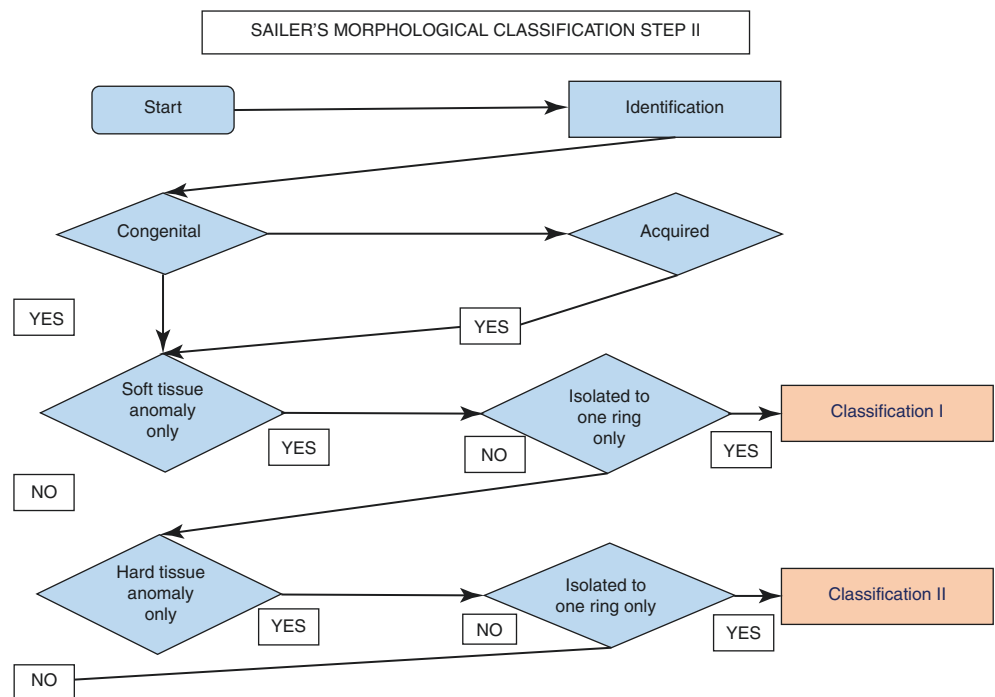 SAILER'S MORPHOLOGICAL CLASSIFICATION STEP II
Start
Identification
Congenital
Acquired
YES
YES
Soft tissue
anomaly
only
Isolated to
one ring
only
Classification I
YES
NO
YES
NO
Hard tissue
anomaly
only
Isolated to
one ring only
Classification II
YES
NO
YES
NO